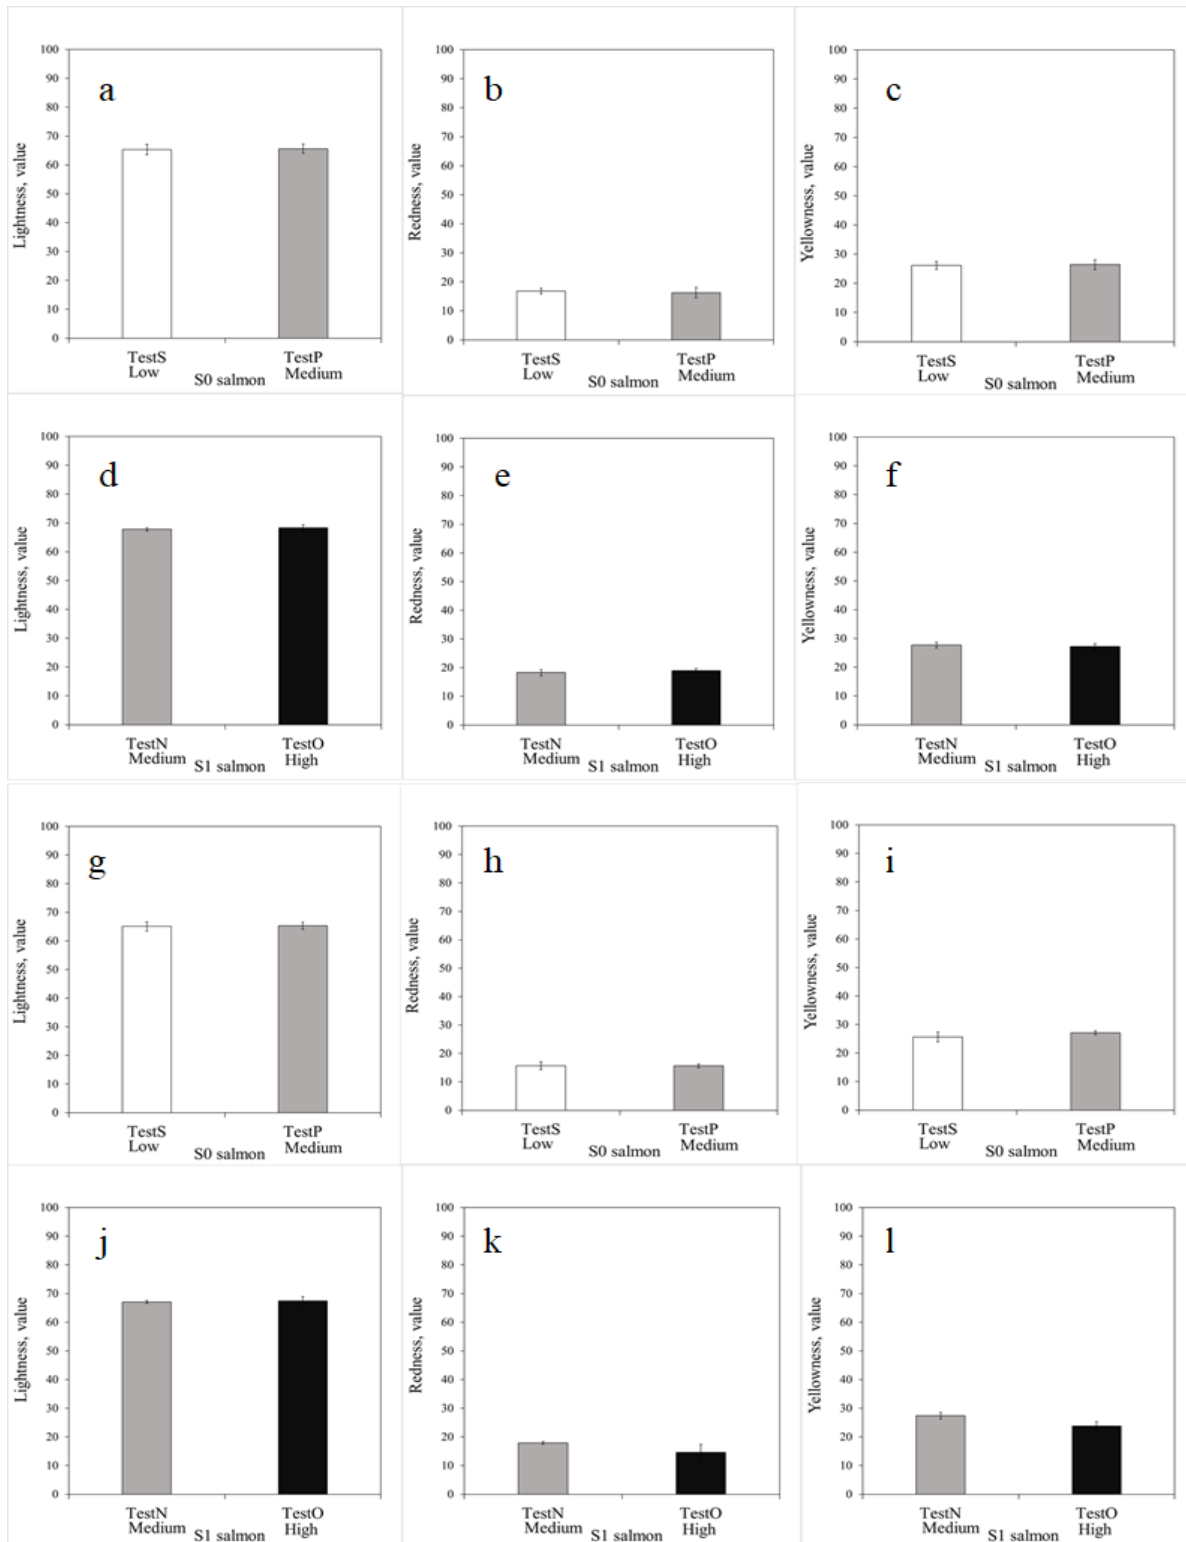 a
100
90
80
70
60
50
40
30
20
10
0
Lightness, value
TestS
Low
TestP
Medium
S0 salmon
b
100
90
80
70
60
50
40
30
20
10
0
Redness, value
TestS
Low
TestP
Medium
S0 salmon
c
100
90
80
70
60
50
40
30
20
10
0
Yellowness, value
TestS
Low
TestP
Medium
S0 salmon
d
100
90
80
70
60
50
40
30
20
10
0
Lightness, value
TestN
Medium
TestO
High
S1 salmon
e
100
90
80
70
60
50
40
30
20
10
0
Redness, value
TestN
Medium
TestO
High
S1 salmon
f
100
90
80
70
60
50
40
30
20
10
0
Yellowness, value
TestN
Medium
TestO
High
S1 salmon
g
100
90
80
70
60
50
40
30
20
10
0
Lightness, value
TestS
Low
TestP
Medium
S0 salmon
h
100
90
80
70
60
50
40
30
20
10
0
Redness, value
TestS
Low
TestP
Medium
S0 salmon
i
100
90
80
70
60
50
40
30
20
10
0
Yellowness, value
TestS
Low
TestP
Medium
S0 salmon
j
100
90
80
70
60
50
40
30
20
10
0
Lightness, value
TestN
Medium
TestO
High
S1 salmon
k
100
90
80
70
60
50
40
30
20
10
0
Redness, value
TestN
Medium
TestO
High
S1 salmon
l
100
90
80
70
60
50
40
30
20
10
0
Yellowness, value
TestN
Medium
TestO
High
S1 salmon